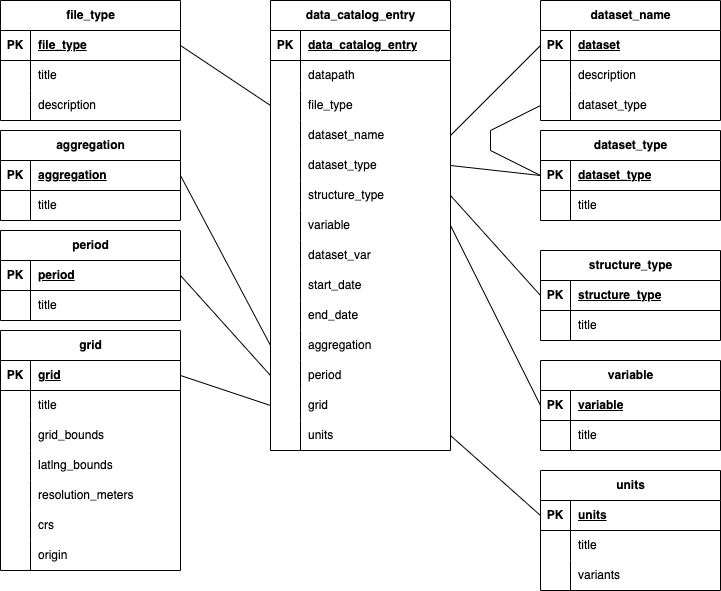 file_type
PK file_type
title
description
aggregation
PK aggregation
title
period
PK period
title
grid
PK grid
title
grid_bounds
latlng_bounds
resolution_meters
crs
origin
data_catalog_entry
PK data_catalog_entry
datapath
file_type
dataset_name
dataset_type
structure_type
variable
dataset_var
start_date
end_date
aggregation
period
grid
units
dataset_name
PK dataset
description
dataset_type
dataset_type
PK dataset_type
title
structure_type
PK structure_type
title
variable
PK variable
title
units
PK units
title
variants